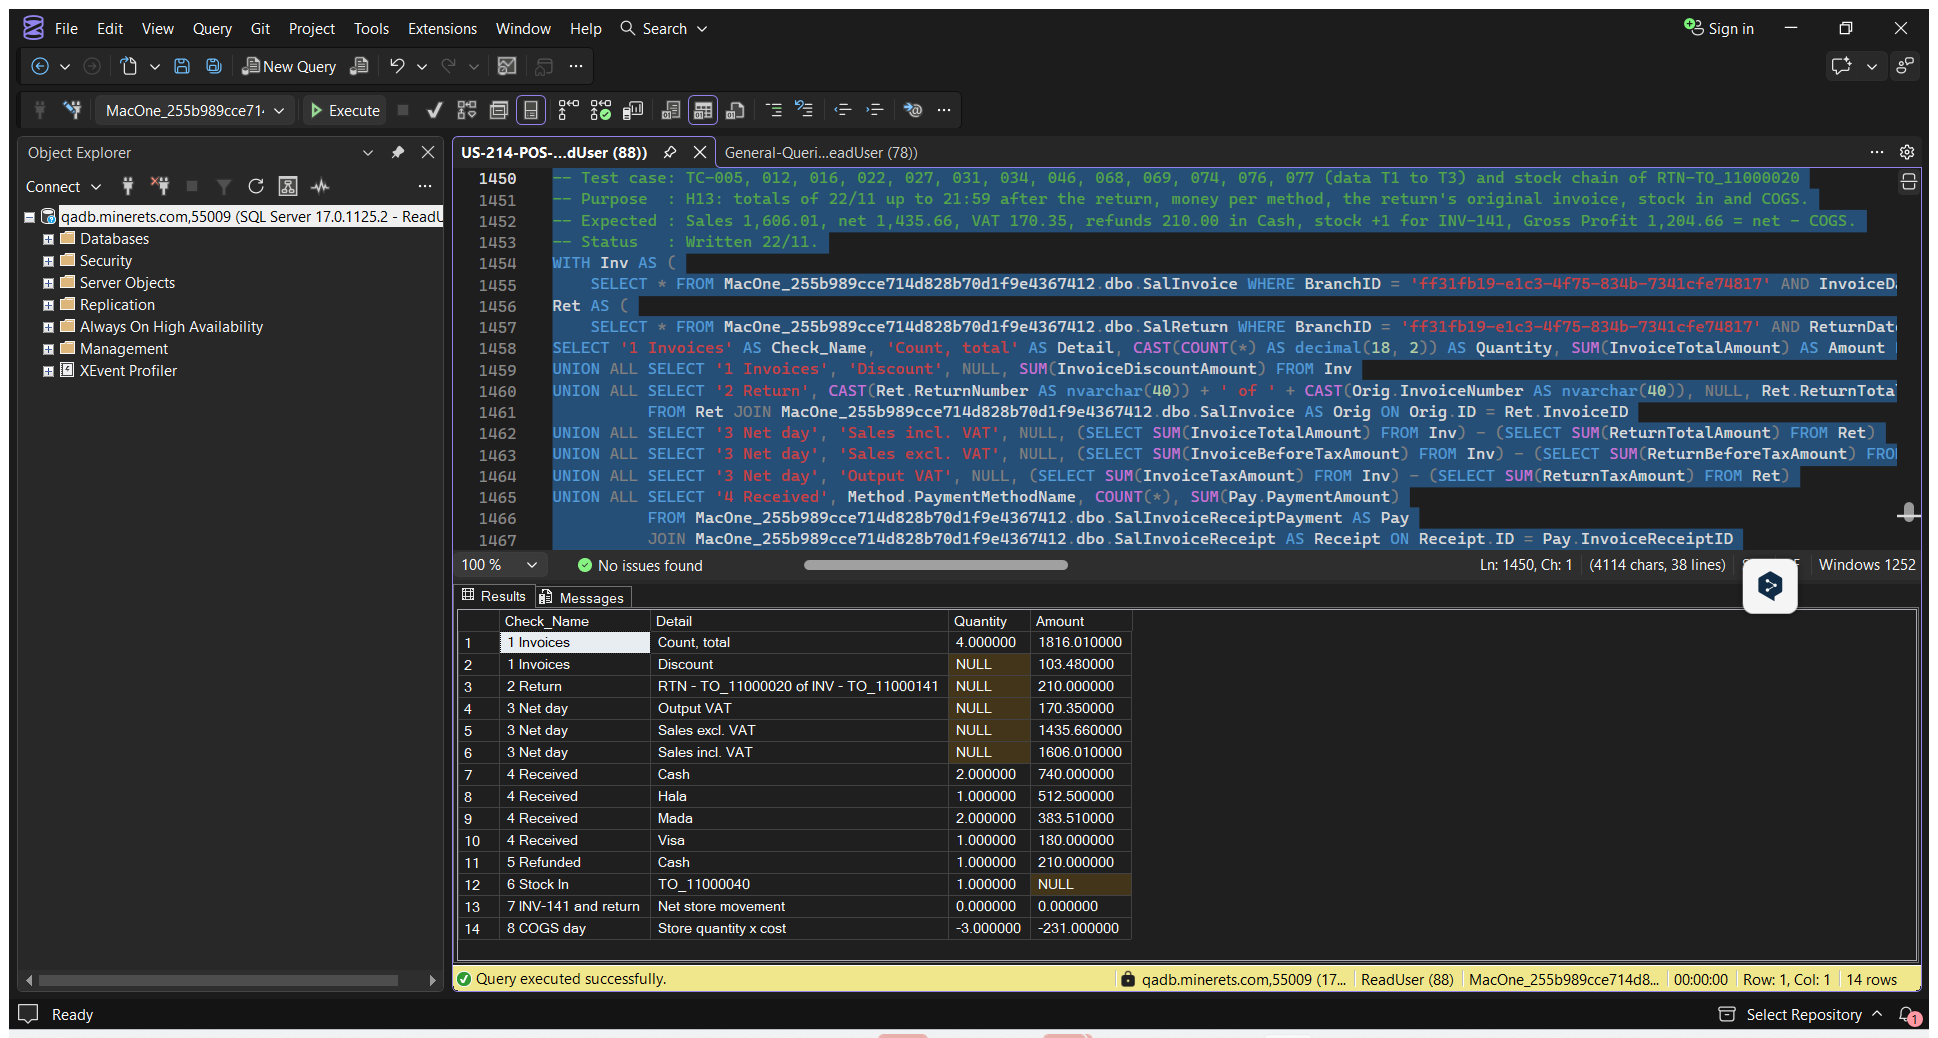 File Edit View Query Git Project Tools Extensions Window Help Search Sign in
New Query
MacOne_255b989cce714 Execute
Object Explorer
Connect
qadb.minerets.com,55009 (SQL Server 17.0.1125.2 - ReadU
Databases
Security
Server Objects
Replication
Always On High Availability
Management
XEvent Profiler
US-214-POS-...dUser (88)) General-Queri...eadUser (78))
1450 -- Test case: TC-005, 012, 016, 022, 027, 031, 034, 046, 068, 069, 074, 076, 077 (data T1 to T3) and stock chain of RTN-TO_11000020
1451 -- Purpose : H13: totals of 22/11 up to 21:59 after the return, money per method, the return's original invoice, stock in and COGS.
1452 -- Expected : Sales 1,606.01, net 1,435.66, VAT 170.35, refunds 210.00 in Cash, stock +1 for INV-141, Gross Profit 1,204.66 = net - COGS.
1453 -- Status : Written 22/11.
1454 WITH Inv AS (
1455 SELECT * FROM MacOne_255b989cce714d828b70d1f9e4367412.dbo.SalInvoice WHERE BranchID = 'ff31fb19-e1c3-4f75-834b-7341cfe74817' AND InvoiceDa
1456 Ret AS (
1457 SELECT * FROM MacOne_255b989cce714d828b70d1f9e4367412.dbo.SalReturn WHERE BranchID = 'ff31fb19-e1c3-4f75-834b-7341cfe74817' AND ReturnDate
1458 SELECT '1 Invoices' AS Check_Name, 'Count, total' AS Detail, CAST(COUNT(*) AS decimal(18, 2)) AS Quantity, SUM(InvoiceTotalAmount) AS Amount
1459 UNION ALL SELECT '1 Invoices', 'Discount', NULL, SUM(InvoiceDiscountAmount) FROM Inv
1460 UNION ALL SELECT '2 Return', CAST(Ret.ReturnNumber AS nvarchar(40)) + ' of ' + CAST(Orig.InvoiceNumber AS nvarchar(40)), NULL, Ret.ReturnTotal
1461 FROM Ret JOIN MacOne_255b989cce714d828b70d1f9e4367412.dbo.SalInvoice AS Orig ON Orig.ID = Ret.InvoiceID
1462 UNION ALL SELECT '3 Net day', 'Sales incl. VAT', NULL, (SELECT SUM(InvoiceTotalAmount) FROM Inv) - (SELECT SUM(ReturnTotalAmount) FROM Ret)
1463 UNION ALL SELECT '3 Net day', 'Sales excl. VAT', NULL, (SELECT SUM(InvoiceBeforeTaxAmount) FROM Inv) - (SELECT SUM(ReturnBeforeTaxAmount) FRO
1464 UNION ALL SELECT '3 Net day', 'Output VAT', NULL, (SELECT SUM(InvoiceTaxAmount) FROM Inv) - (SELECT SUM(ReturnTaxAmount) FROM Ret)
1465 UNION ALL SELECT '4 Received', Method.PaymentMethodName, COUNT(*), SUM(Pay.PaymentAmount)
1466 FROM MacOne_255b989cce714d828b70d1f9e4367412.dbo.SalInvoiceReceiptPayment AS Pay
1467 JOIN MacOne_255b989cce714d828b70d1f9e4367412.dbo.SalInvoiceReceipt AS Receipt ON Receipt.ID = Pay.InvoiceReceiptID
100 % No issues found Ln: 1450, Ch: 1 (4114 chars, 38 lines) Windows 1252
Results Messages
Check_Name Detail Quantity Amount
1 1 Invoices Count, total 4.000000 1816.010000
2 1 Invoices Discount NULL 103.480000
3 2 Return RTN - TO_11000020 of INV - TO_11000141 NULL 210.000000
4 3 Net day Output VAT NULL 170.350000
5 3 Net day Sales excl. VAT NULL 1435.660000
6 3 Net day Sales incl. VAT NULL 1606.010000
7 4 Received Cash 2.000000 740.000000
8 4 Received Hala 1.000000 512.500000
9 4 Received Mada 2.000000 383.510000
10 4 Received Visa 1.000000 180.000000
11 5 Refunded Cash 1.000000 210.000000
12 6 Stock In TO_11000040 1.000000 NULL
13 7 INV-141 and return Net store movement 0.000000 0.000000
14 8 COGS day Store quantity x cost -3.000000 -231.000000
Query executed successfully. qadb.minerets.com,55009 (17... ReadUser (88) MacOne_255b989cce714d8... 00:00:00 Row: 1, Col: 1 14 rows
Ready Select Repository 1